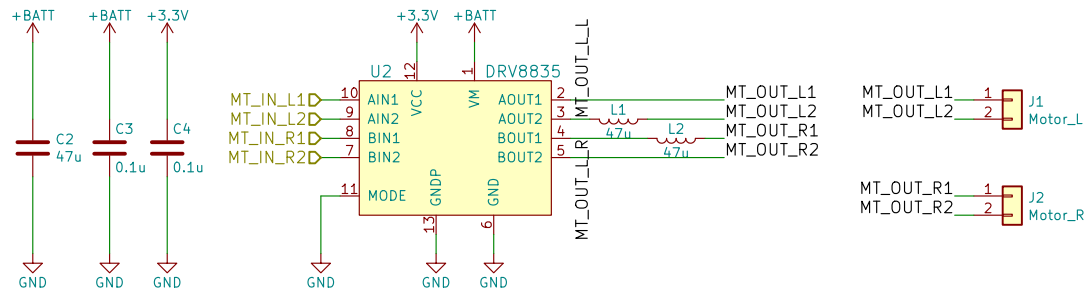 +BATT
+BATT
+3.3V
+3.3V
+BATT
C2
47u
C3
0.1u
C4
0.1u
GND
GND
GND
U2
DRV8835
12
VCC
1
VM
MT_IN_L1
10
AIN1
MT_IN_L2
9
AIN2
MT_IN_R1
8
BIN1
MT_IN_R2
7
BIN2
11
MODE
AOUT1
2
AOUT2
3
BOUT1
4
BOUT2
5
GNDP
13
GND
6
GND
GND
GND
MT_OUT_L_L
MT_OUT_L_R
L1
47u
L2
47u
MT_OUT_L1
MT_OUT_L2
MT_OUT_R1
MT_OUT_R2
MT_OUT_L1
1
MT_OUT_L2
2
J1
Motor_L
MT_OUT_R1
1
MT_OUT_R2
2
J2
Motor_R